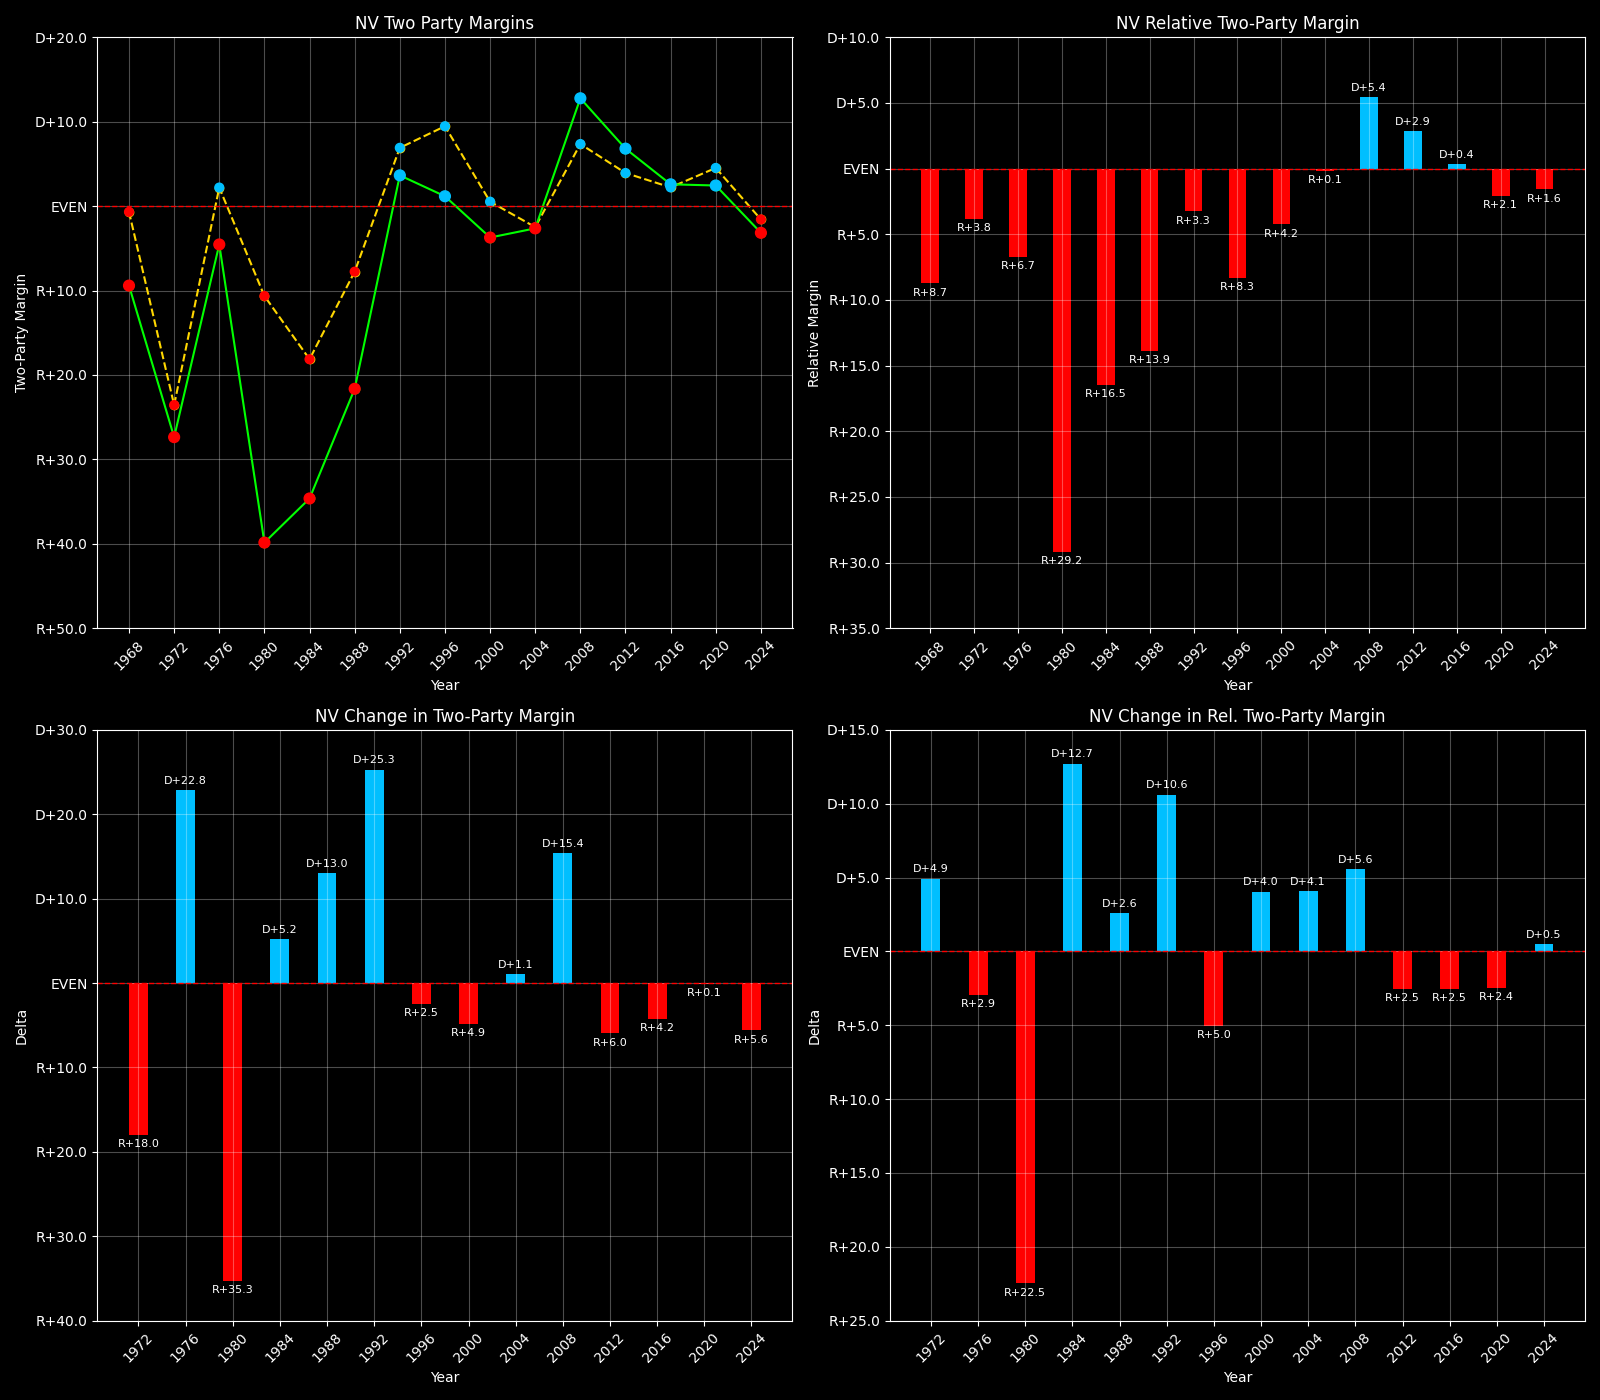 NV Two Party Margins
D+20.0
D+10.0
EVEN
R+10.0
R+20.0
R+30.0
R+40.0
R+50.0
Two-Party Margin
1968
1972
1976
1980
1984
1988
1992
1996
2000
2004
2008
2012
2016
2020
2024
Year
NV Relative Two-Party Margin
D+10.0
D+5.0
EVEN
R+5.0
R+10.0
R+15.0
R+20.0
R+25.0
R+30.0
R+35.0
Relative Margin
R+8.7
R+3.8
R+6.7
R+29.2
R+16.5
R+13.9
R+3.3
R+8.3
R+4.2
R+0.1
D+5.4
D+2.9
D+0.4
R+2.1
R+1.6
1968
1972
1976
1980
1984
1988
1992
1996
2000
2004
2008
2012
2016
2020
2024
Year
NV Change in Two-Party Margin
D+30.0
D+20.0
D+10.0
EVEN
R+10.0
R+20.0
R+30.0
R+40.0
Delta
R+18.0
D+22.8
R+35.3
D+5.2
D+13.0
D+25.3
R+2.5
R+4.9
D+1.1
D+15.4
R+6.0
R+4.2
R+0.1
R+5.6
1972
1976
1980
1984
1988
1992
1996
2000
2004
2008
2012
2016
2020
2024
Year
NV Change in Rel. Two-Party Margin
D+15.0
D+10.0
D+5.0
EVEN
R+5.0
R+10.0
R+15.0
R+20.0
R+25.0
Delta
D+4.9
R+2.9
R+22.5
D+12.7
D+2.6
D+10.6
R+5.0
D+4.0
D+4.1
D+5.6
R+2.5
R+2.5
R+2.4
D+0.5
1972
1976
1980
1984
1988
1992
1996
2000
2004
2008
2012
2016
2020
2024
Year